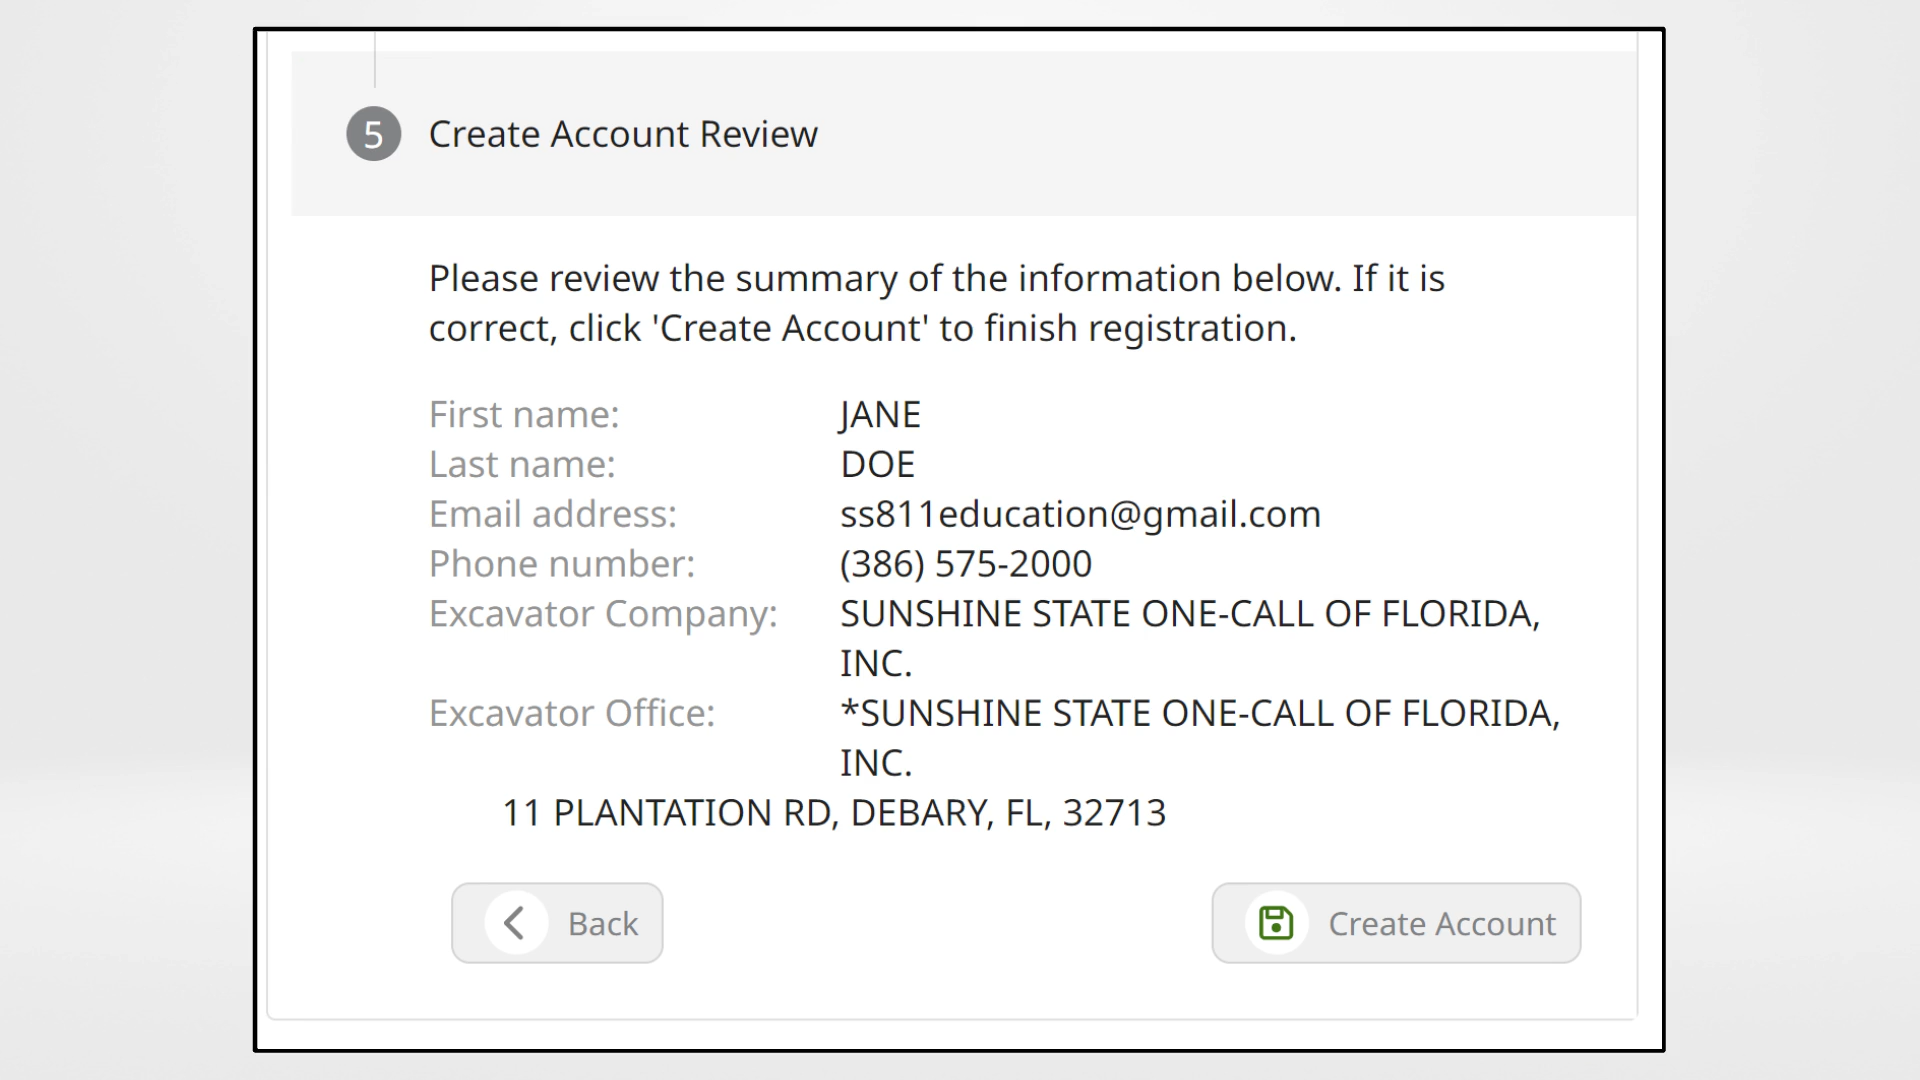 5 Create Account Review
Please review the summary of the information below. If it is
correct, click 'Create Account' to finish registration.
First name: JANE
Last name: DOE
Email address: ss811education@gmail.com
Phone number: (386) 575-2000
Excavator Company: SUNSHINE STATE ONE-CALL OF FLORIDA,
INC.
Excavator Office: *SUNSHINE STATE ONE-CALL OF FLORIDA,
INC.
11 PLANTATION RD, DEBARY, FL, 32713
Back Create Account